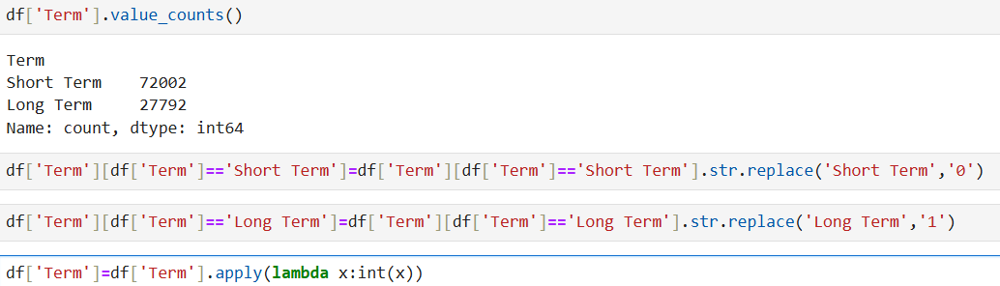 df['Term'].value_counts()
Term
Short Term    72002
Long Term     27792
Name: count, dtype: int64
df['Term'][df['Term']=='Short Term']=df['Term'][df['Term']=='Short Term'].str.replace('Short Term','0')
df['Term'][df['Term']=='Long Term']=df['Term'][df['Term']=='Long Term'].str.replace('Long Term','1')
df['Term']=df['Term'].apply(lambda x:int(x))